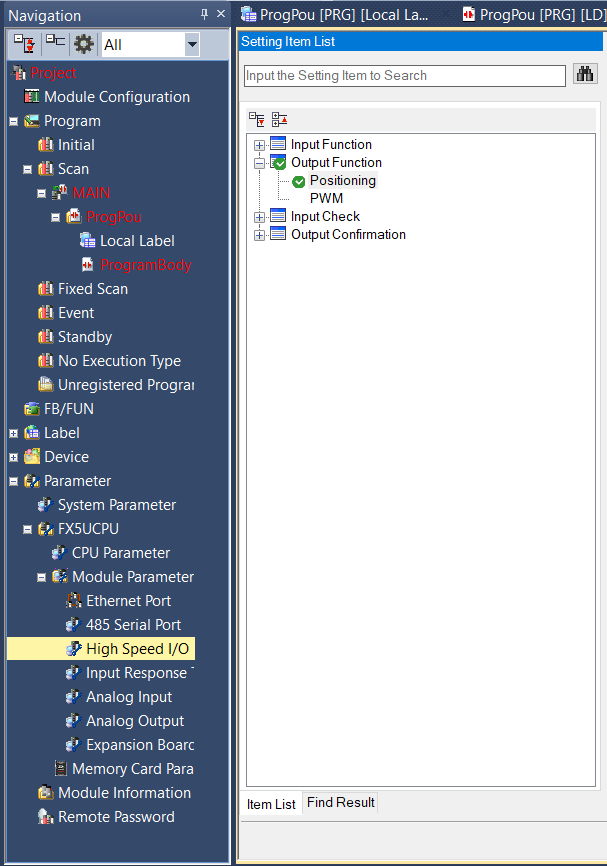 Navigation
All
Project
Module Configuration
Program
Initial
Scan
MAIN
ProgPou
Local Label
ProgramBody
Fixed Scan
Event
Standby
No Execution Type
Unregistered Progra
FB/FUN
Label
Device
Parameter
System Parameter
FX5UCPU
CPU Parameter
Module Parameter
Ethernet Port
485 Serial Port
High Speed I/O
Input Response
Analog Input
Analog Output
Expansion Board
Memory Card Para
Module Information
Remote Password
ProgPou [PRG] [Local La...
ProgPou [PRG] [LD]
Setting Item List
Input the Setting Item to Search
Input Function
Output Function
Positioning
PWM
Input Check
Output Confirmation
Item List
Find Result